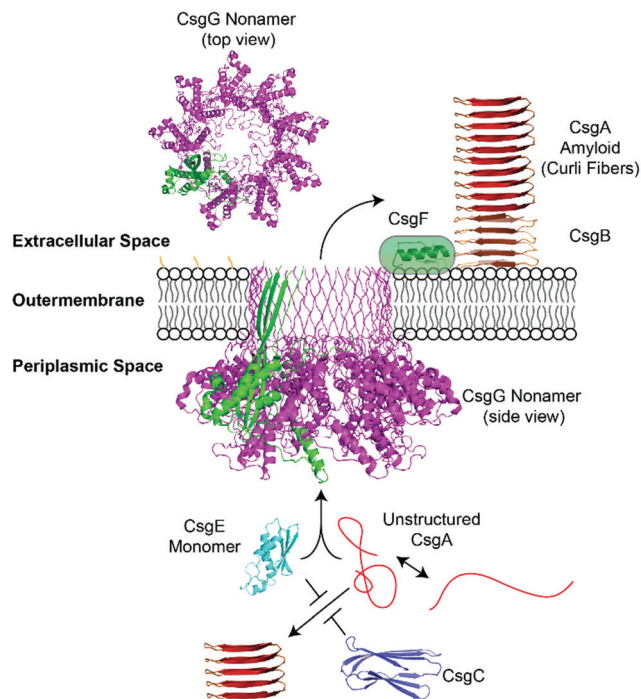 CsgG Nonamer
(top view)
CsgA
Amyloid
(Curli Fibers)
CsgF
CsgB
Extracellular Space
Outermembrane
Periplasmic Space
CsgG Nonamer
(side view)
CsgE
Monomer
Unstructured
CsgA
CsgC